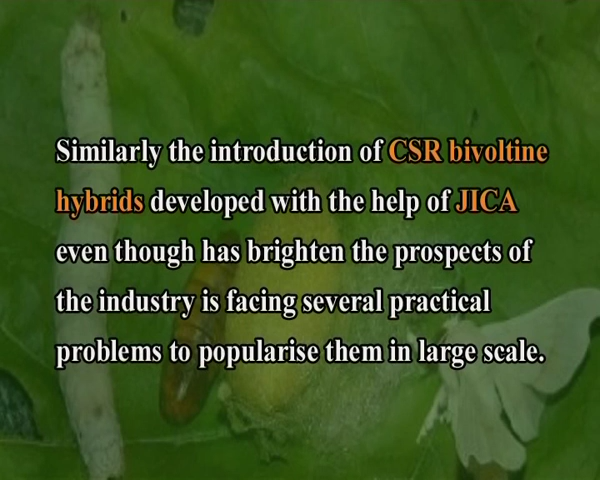 Similarly the introduction of CSR bivoltine
hybrids developed with the help of JICA
even though has brighten the prospects of
the industry is facing several practical
problems to popularise them in large scale.